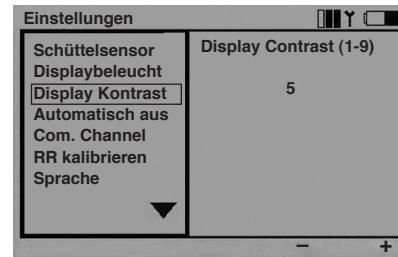 Einstellungen
Schüttelsensor
Displaybeleucht
Display Kontrast
Automatisch aus
Com. Channel
RR kalibrieren
Sprache
Display Contrast (1-9)
5
− +